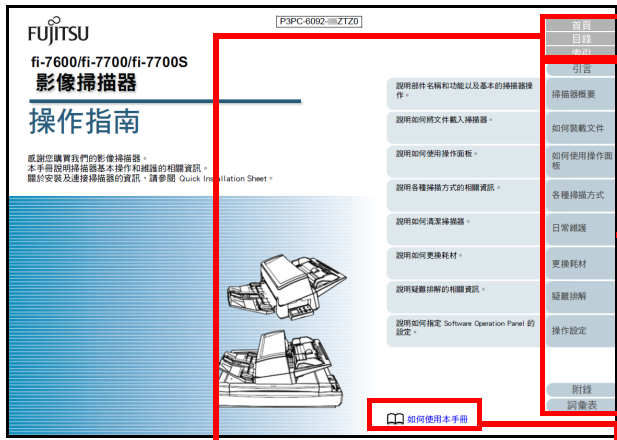 FUJITSU
P3PC-6092-ZTZ0
fi-7600/fi-7700/fi-7700S
影像掃描器
操作指南
感謝您購買我們的影像掃描器。
本手冊說明掃描器基本操作和維護的相關資訊。
關於安裝及連接掃描器的資訊，請參閱 Quick Installation Sheet。
首頁
目錄
索引
引言
說明部件名稱和功能以及基本的掃描器操
作。
掃描器概要
說明如何將文件載入掃描器。
如何裝載文件
說明如何使用操作面板。
如何使用操作面
板
說明各種掃描方式的相關資訊。
各種掃描方式
說明如何清潔掃描器。
日常維護
說明如何更換耗材。
更換耗材
說明疑難排解的相關資訊。
疑難排解
說明如何指定 Software Operation Panel 的
設定。
操作設定
附錄
詞彙表
如何使用本手冊